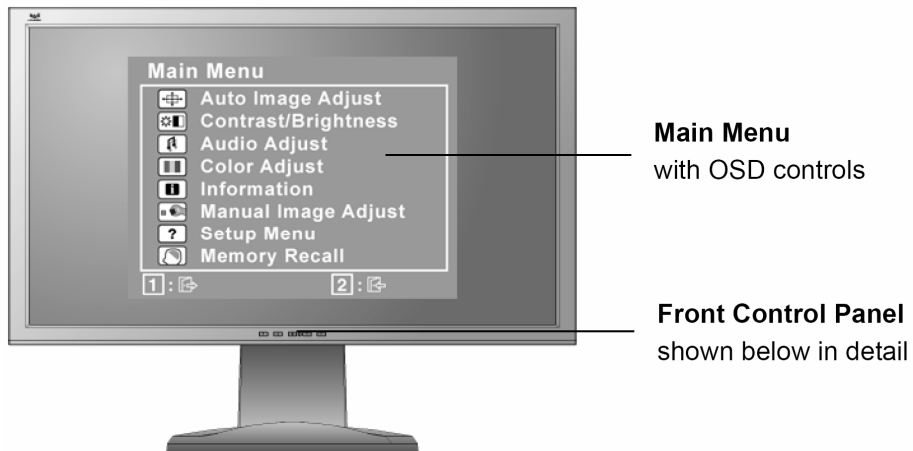 Main Menu
Auto Image Adjust
Contrast/Brightness
Audio Adjust
Color Adjust
Information
Manual Image Adjust
? Setup Menu
Memory Recall
1 : 2 :
Main Menu
with OSD controls
Front Control Panel
shown below in detail